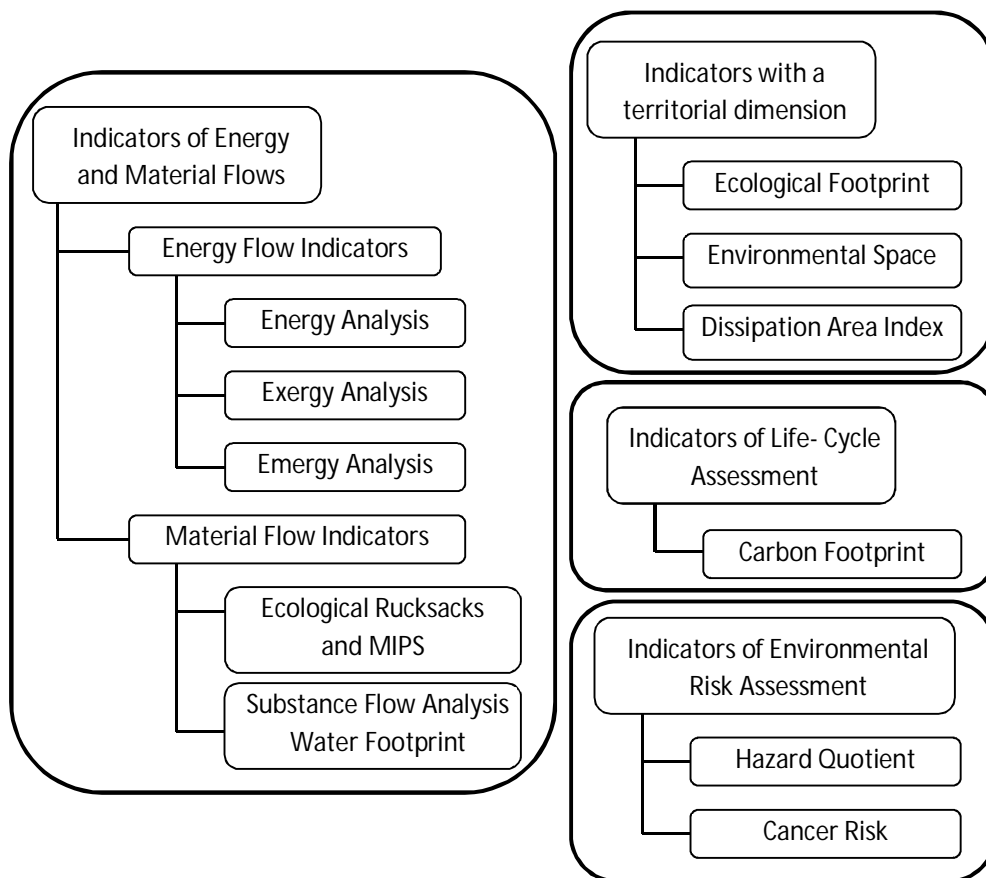 Indicators of Energy
and Material Flows
Energy Flow Indicators
Energy Analysis
Exergy Analysis
Emergy Analysis
Material Flow Indicators
Ecological Rucksacks
and MIPS
Substance Flow Analysis
Water Footprint
Indicators with a
territorial dimension
Ecological Footprint
Environmental Space
Dissipation Area Index
Indicators of Life- Cycle
Assessment
Carbon Footprint
Indicators of Environmental
Risk Assessment
Hazard Quotient
Cancer Risk